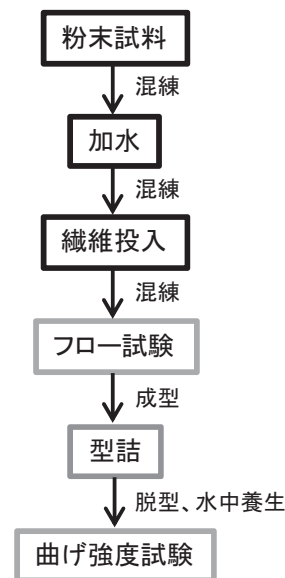 粉末試料
混練
加水
混練
繊維投入
混練
フロー試験
成型
型詰
脱型、水中養生
曲げ強度試験